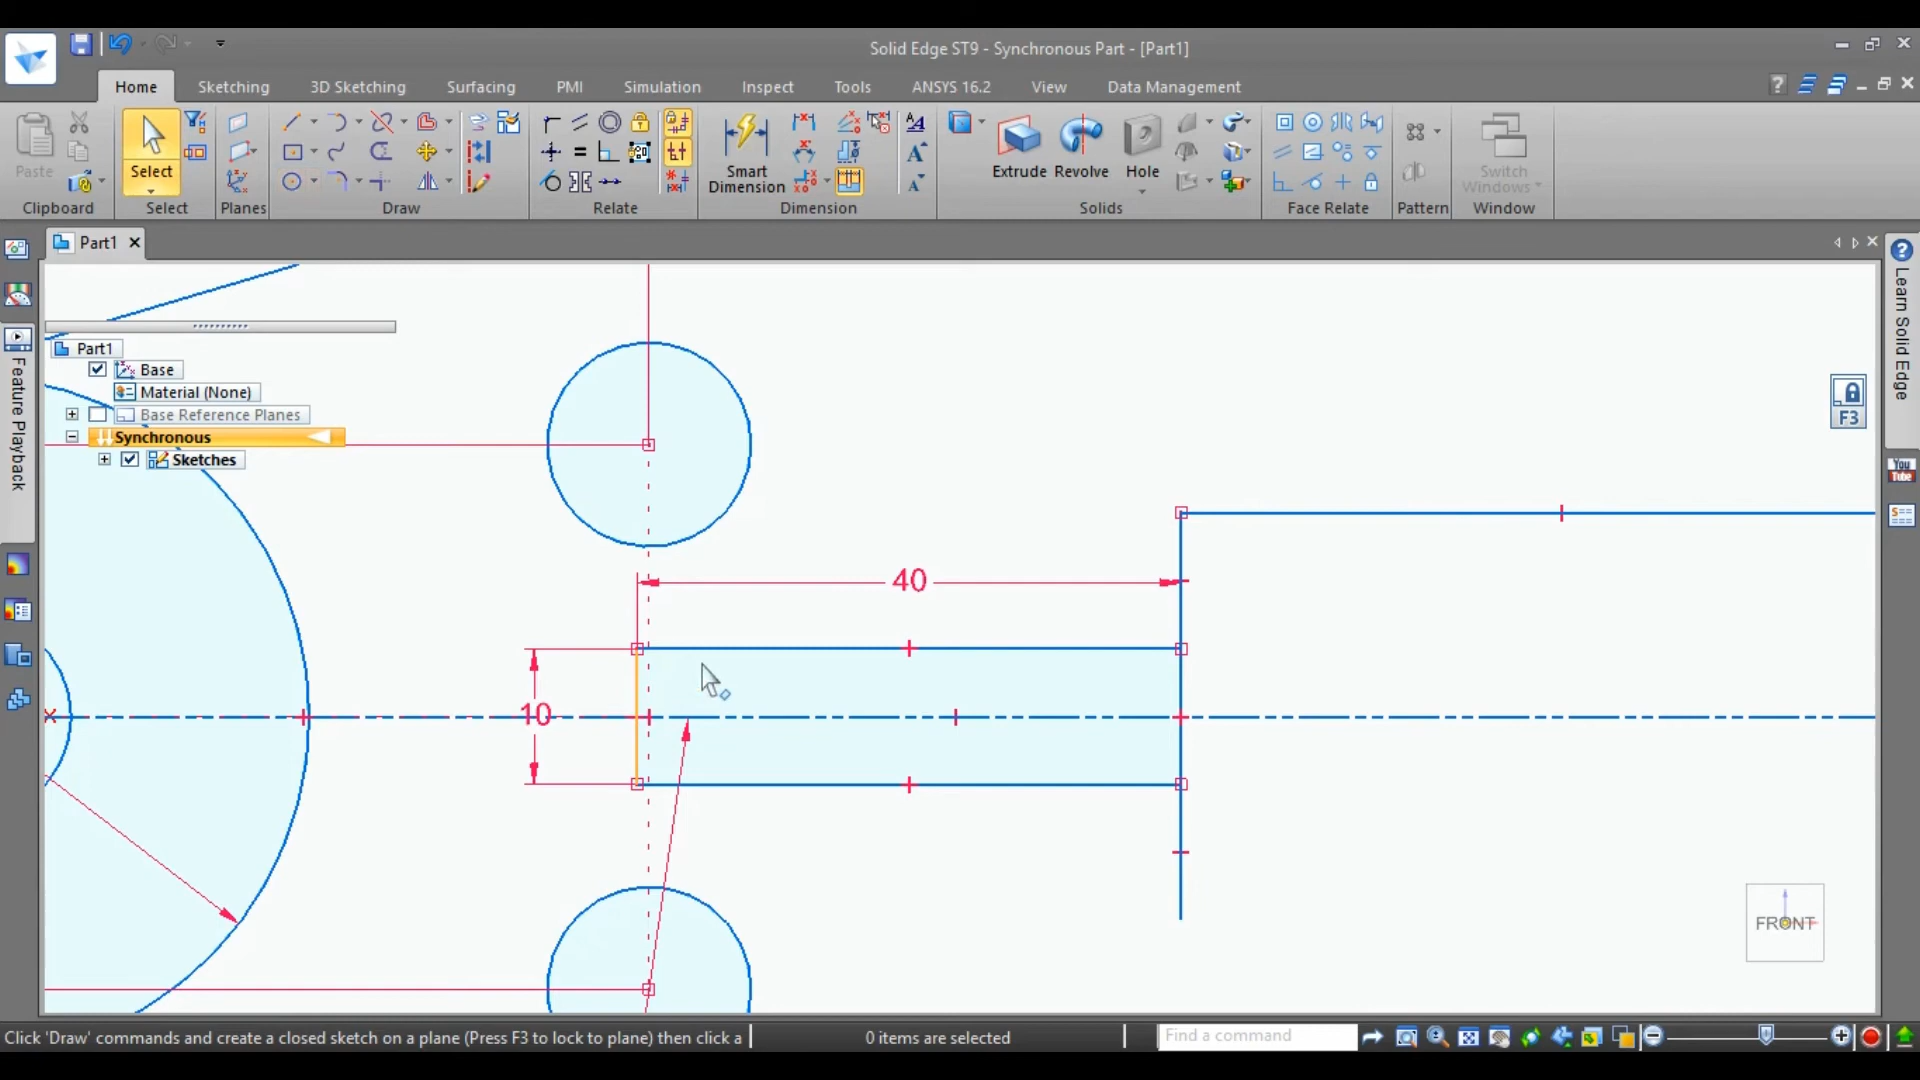 Solid Edge ST9 - Synchronous Part - [Part1]
Home
Sketching
3D Sketching
Surfacing
PMI
Simulation
Inspect
Tools
ANSYS 16.2
View
Data Management
Paste
Select
Smart
Dimension
Extrude
Revolve
Hole
Switch
Windows
Clipboard
Select
Planes
Draw
Relate
Dimension
Solids
Face Relate
Pattern
Window
Part1
Feature Playback
Learn Solid Edge
You
Tube
Part1
Base
Material (None)
Base Reference Planes
Synchronous
Sketches
F3
40
10
FRONT
Click 'Draw' commands and create a closed sketch on a plane (Press F3 to lock to plane) then click a
0 items are selected
Find a command